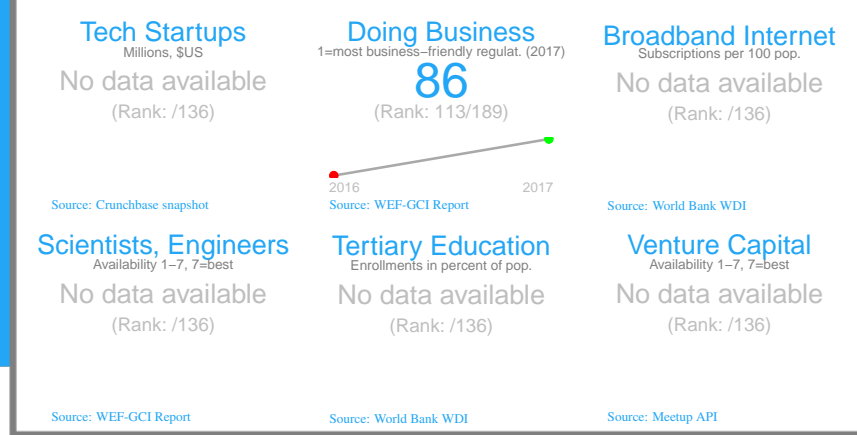 Tech Startups
Millions, $US
No data available
(Rank: /136)
Source: Crunchbase snapshot
Doing Business
1=most business−friendly regulat. (2017)
86
(Rank: 113/189)
2016 2017
Source: WEF-GCI Report
Broadband Internet
Subscriptions per 100 pop.
No data available
(Rank: /136)
Source: World Bank WDI
Scientists, Engineers
Availability 1−7, 7=best
No data available
(Rank: /136)
Source: WEF-GCI Report
Tertiary Education
Enrollments in percent of pop.
No data available
(Rank: /136)
Source: World Bank WDI
Venture Capital
Availability 1−7, 7=best
No data available
(Rank: /136)
Source: Meetup API